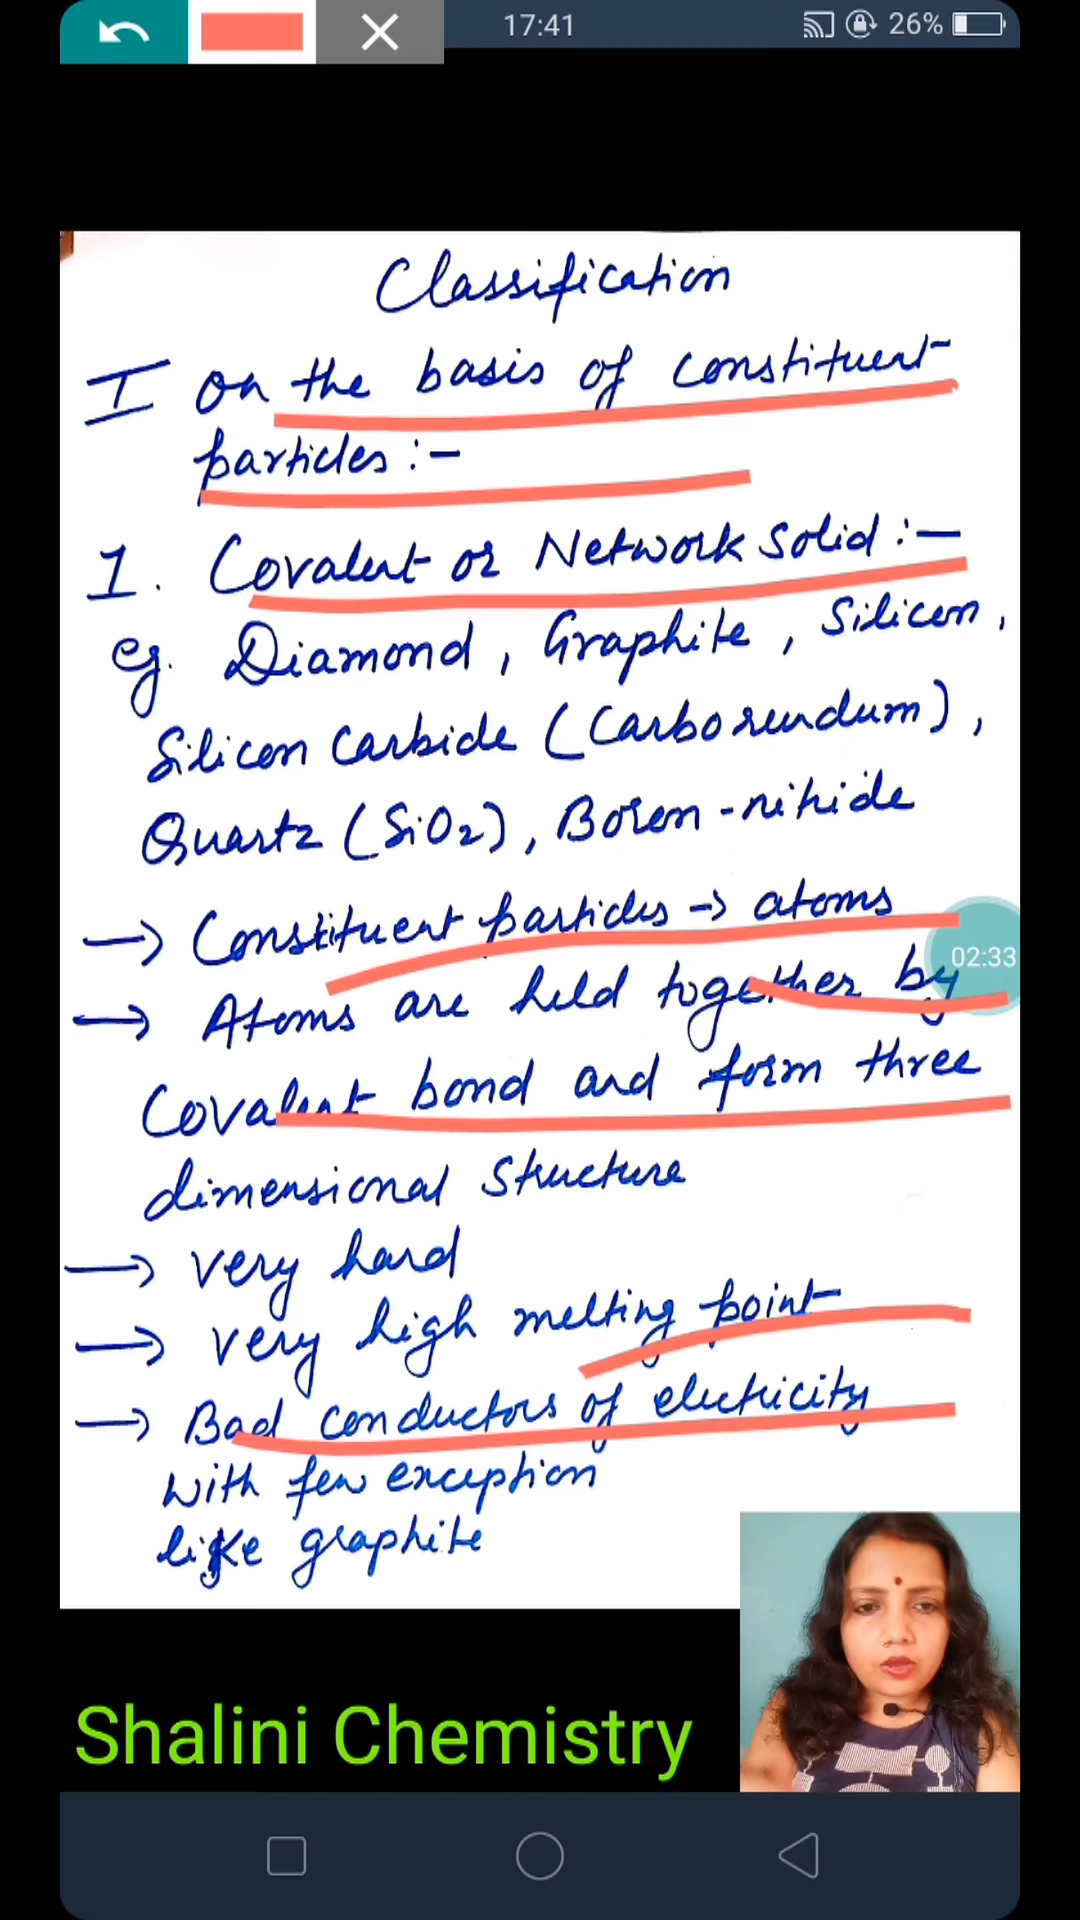 17:41
26%
Classification
I On the basis of constituent
particles :-
1. Covalent or Network Solid :-
eg. Diamond, Graphite, Silicon,
Silicon Carbide (Carborundum),
Quartz (SiO2), Boron-nitride
→ Constituent particles → atoms
02:33
→ Atoms are held together by
Covalent bond and form three
dimensional structure
→ very hard
→ very high melting point
→ Bad conductors of electricity
with few exception
like graphite
Shalini Chemistry